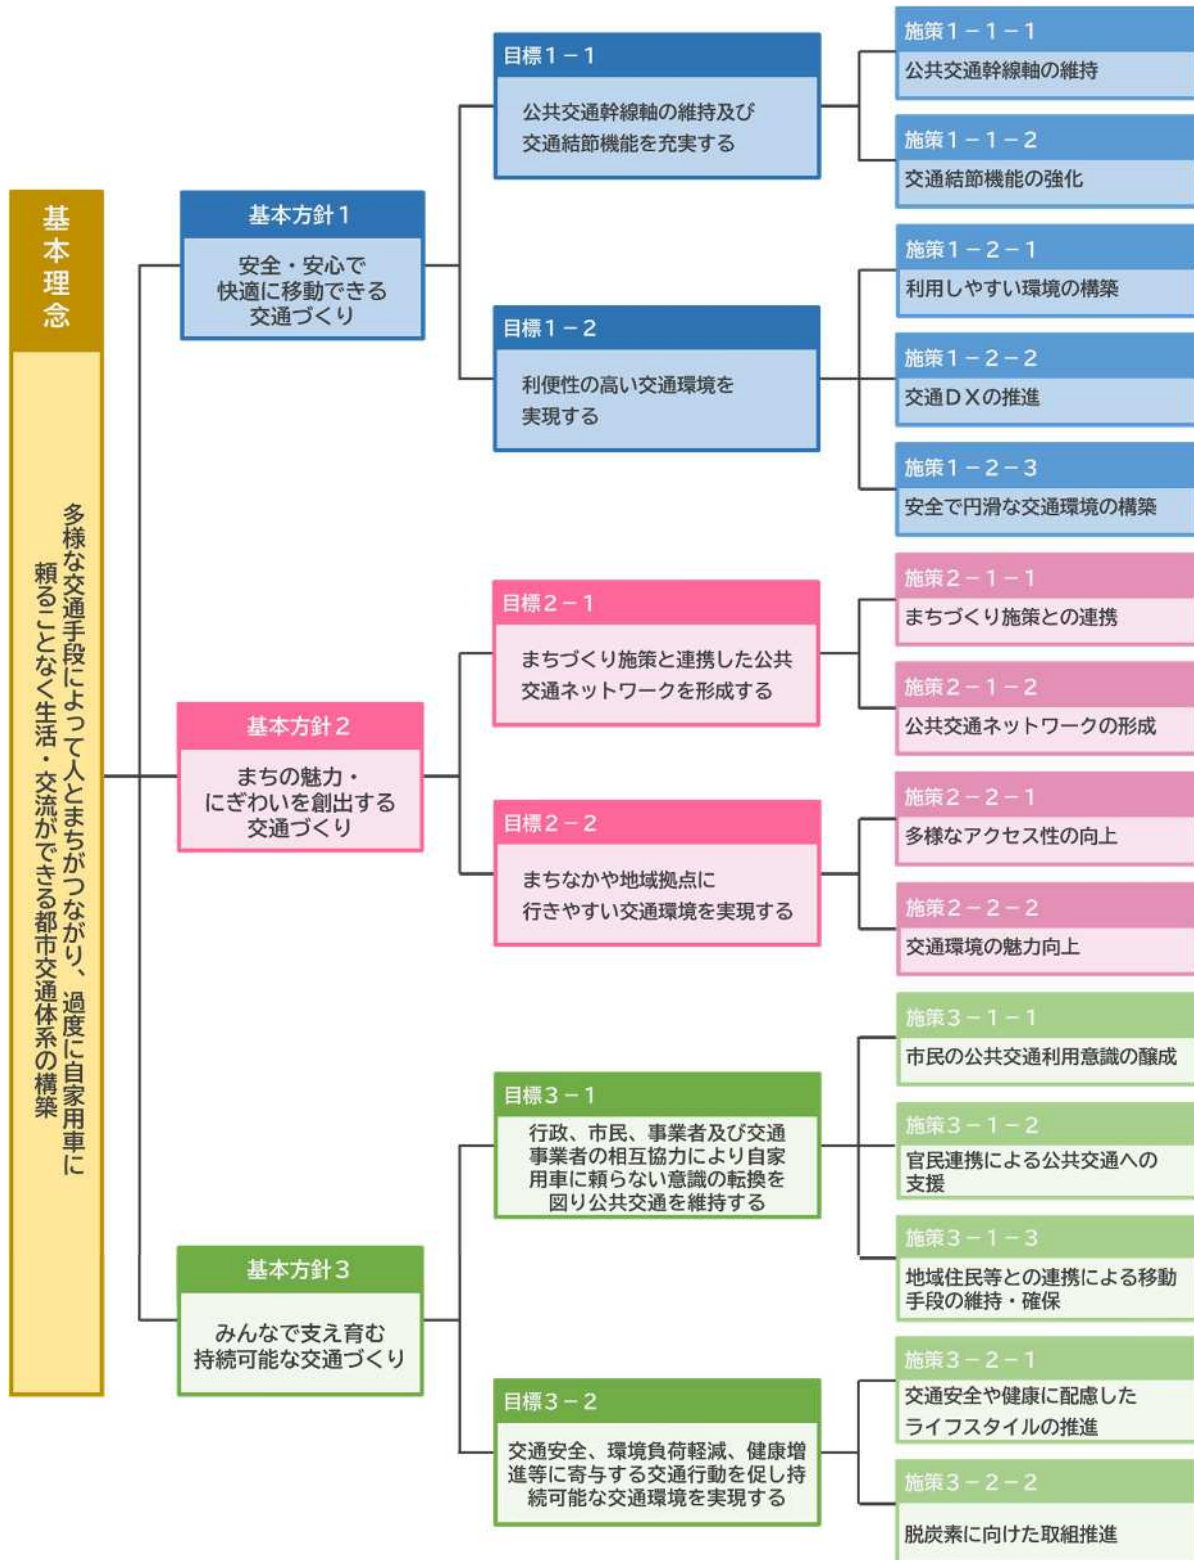 基本理念
多様な交通手段によって人とまちがつながり、過度に自家用車に
頼ることなく生活・交流ができる都市交通体系の構築
基本方針1
安全・安心で
快適に移動できる
交通づくり
目標1-1
公共交通幹線軸の維持及び
交通結節機能を充実する
施策1-1-1
公共交通幹線軸の維持
施策1-1-2
交通結節機能の強化
目標1-2
利便性の高い交通環境を
実現する
施策1-2-1
利用しやすい環境の構築
施策1-2-2
交通DXの推進
施策1-2-3
安全で円滑な交通環境の構築
基本方針2
まちの魅力・
にぎわいを創出する
交通づくり
目標2-1
まちづくり施策と連携した公共
交通ネットワークを形成する
施策2-1-1
まちづくり施策との連携
施策2-1-2
公共交通ネットワークの形成
目標2-2
まちなかや地域拠点に
行きやすい交通環境を実現する
施策2-2-1
多様なアクセス性の向上
施策2-2-2
交通環境の魅力向上
基本方針3
みんなで支え育む
持続可能な交通づくり
目標3-1
行政、市民、事業者及び交通
事業者の相互協力により自家
用車に頼らない意識の転換を
図り公共交通を維持する
施策3-1-1
市民の公共交通利用意識の醸成
施策3-1-2
官民連携による公共交通への
支援
施策3-1-3
地域住民等との連携による移動
手段の維持・確保
目標3-2
交通安全、環境負荷軽減、健康増
進等に寄与する交通行動を促し持
続可能な交通環境を実現する
施策3-2-1
交通安全や健康に配慮した
ライフスタイルの推進
施策3-2-2
脱炭素に向けた取組推進